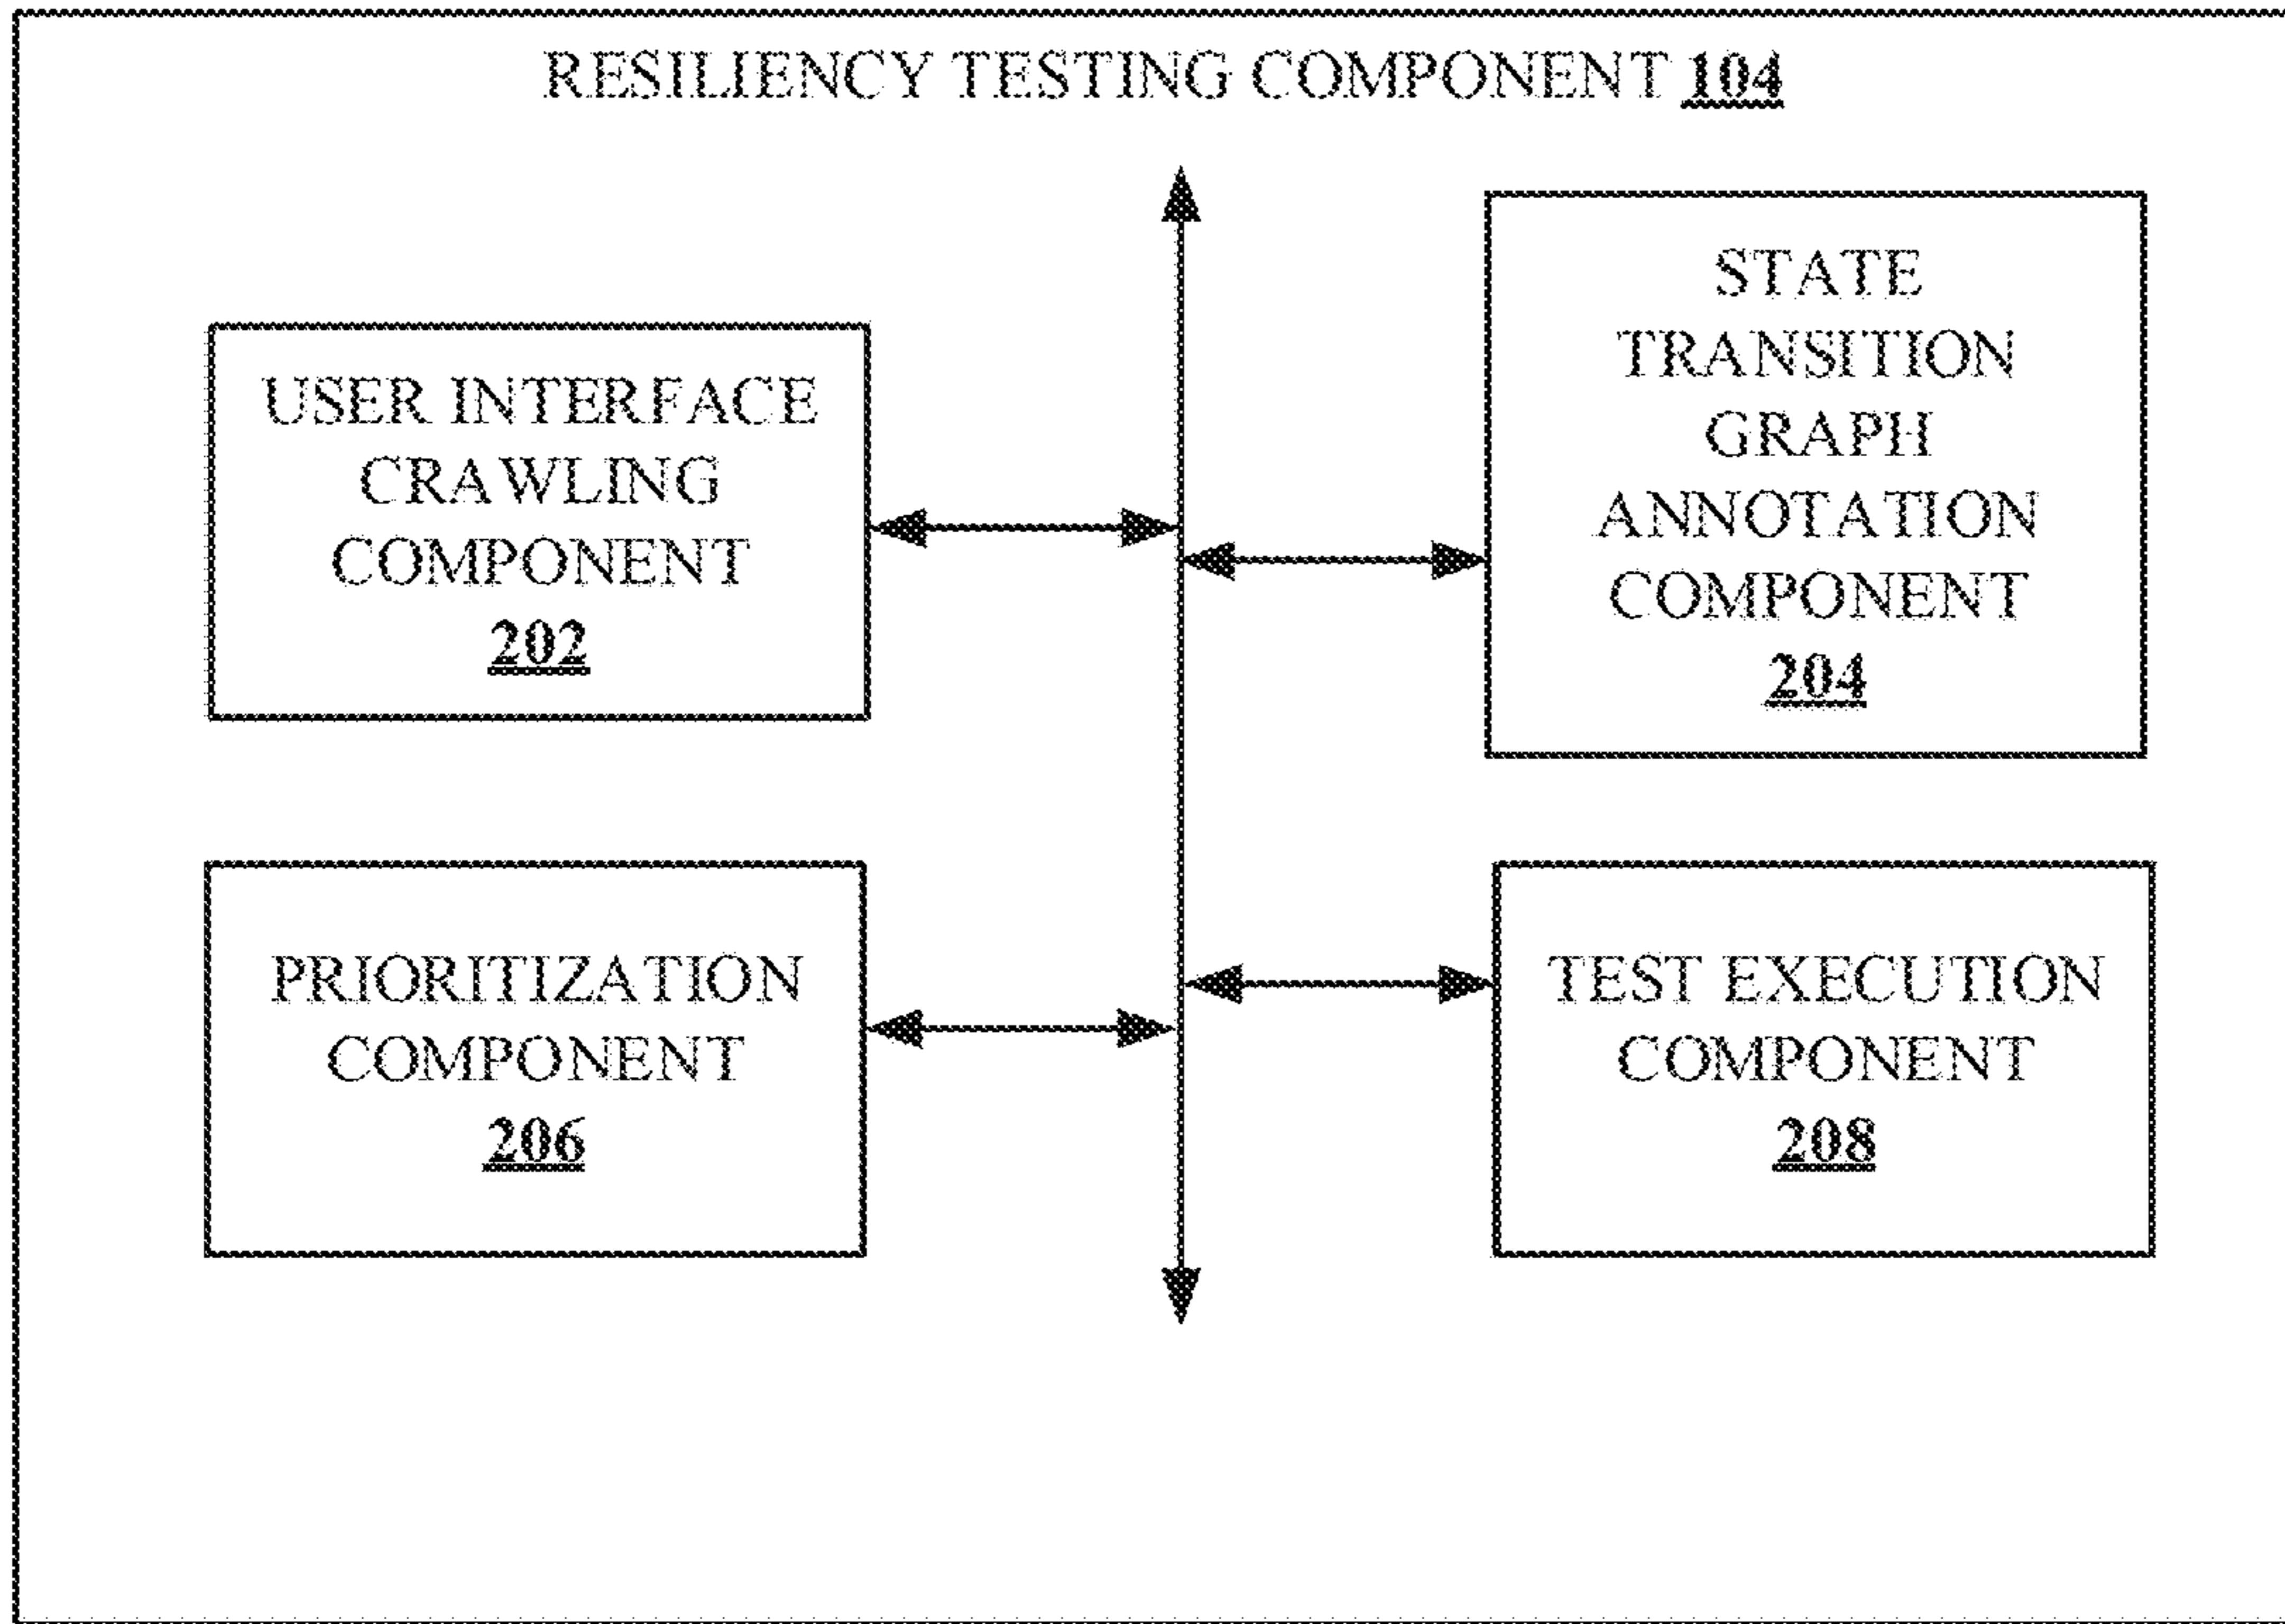 RESILIENCY TESTING COMPONENT 104
USER INTERFACE
CRAWLING
COMPONENT
202
STATE
TRANSITION
GRAPH
ANNOTATION
COMPONENT
204
PRIORITIZATION
COMPONENT
206
TEST EXECUTION
COMPONENT
208